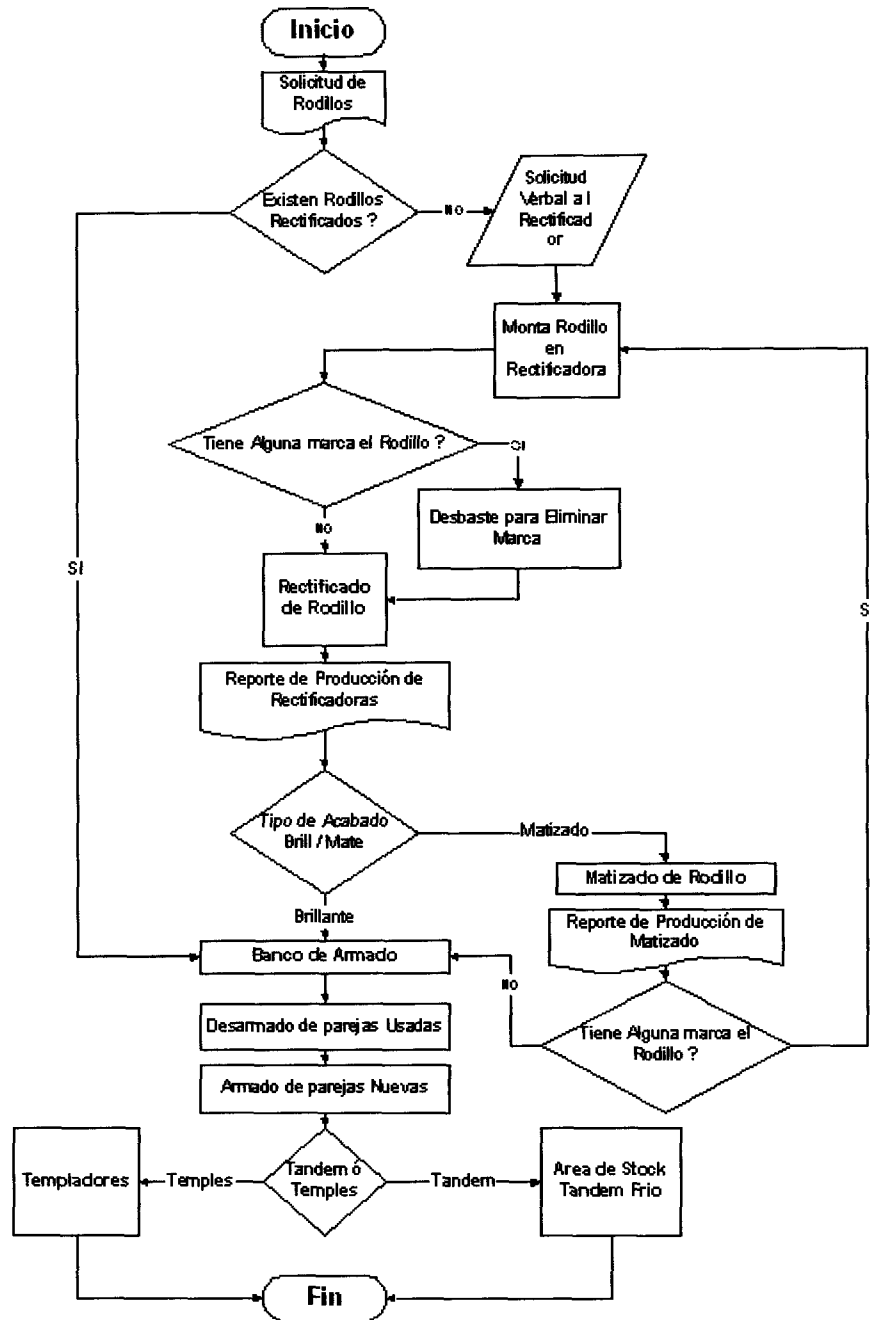 Inicio
Solicitud de
Rodillos
Existen Rodillos
Rectificados ?
NO
Solicitud
Verbal a l
Rectificad
or
Monta Rodillo
en
Rectificadora
Tiene Alguna marca el Rodillo ?
SI
Desbaste para Eliminar
Marca
NO
Rectificado
de Rodillo
SI
S
Reporte de Producción de
Rectificadoras
Tipo de Acabado
Brill / Mate
Matizado
Matizado de Rodillo
Brillante
Reporte de Producción de
Matizado
Banco de Armado
NO
Tiene Alguna marca el
Rodillo ?
Desarmado de parejas Usadas
Armado de parejas Nuevas
Templadores
Temples
Tandem ó
Temples
Tandem
Area de Stock
Tandem Frio
Fin